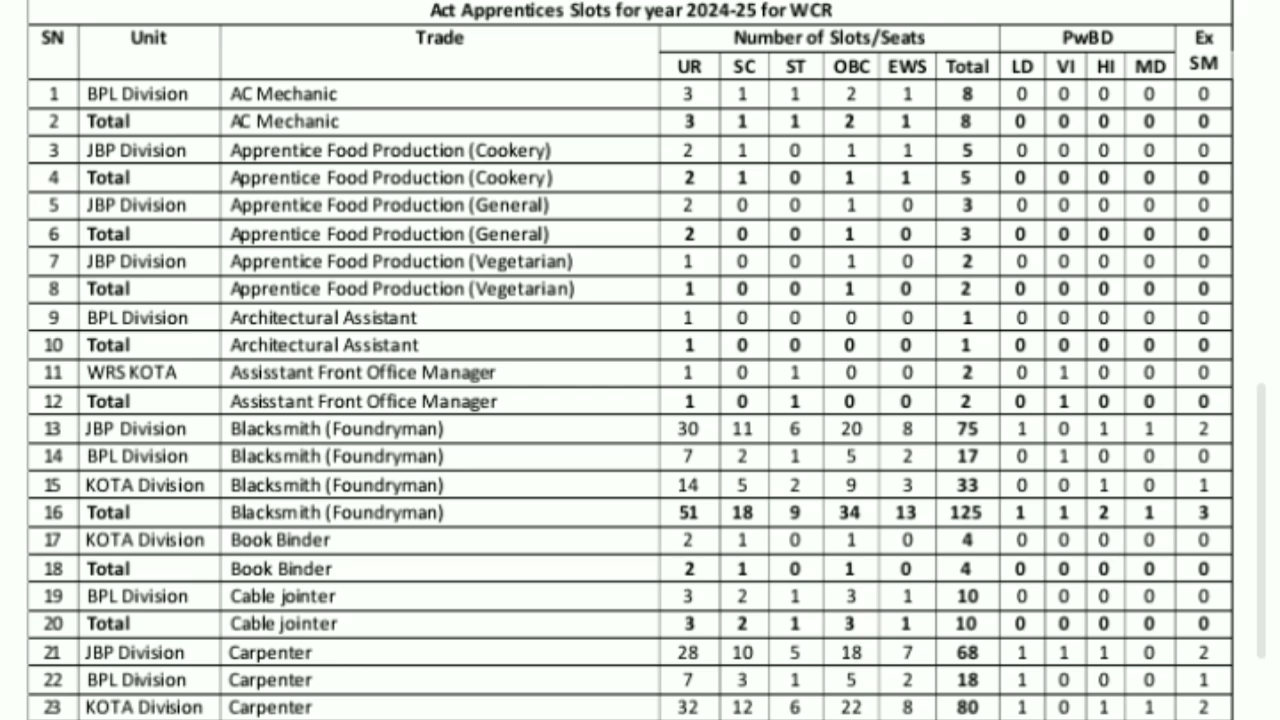 Act Apprentices Slots for year 2024-25 for WCR
SN Unit Trade Number of Slots/Seats PwBD Ex SM
UR SC ST OBC EWS Total LD VI HI MD
1 BPL Division AC Mechanic 3 1 1 2 1 8 0 0 0 0 0
2 Total AC Mechanic 3 1 1 2 1 8 0 0 0 0 0
3 JBP Division Apprentice Food Production (Cookery) 2 1 0 1 1 5 0 0 0 0 0
4 Total Apprentice Food Production (Cookery) 2 1 0 1 1 5 0 0 0 0 0
5 JBP Division Apprentice Food Production (General) 2 0 0 1 0 3 0 0 0 0 0
6 Total Apprentice Food Production (General) 2 0 0 1 0 3 0 0 0 0 0
7 JBP Division Apprentice Food Production (Vegetarian) 1 0 0 1 0 2 0 0 0 0 0
8 Total Apprentice Food Production (Vegetarian) 1 0 0 1 0 2 0 0 0 0 0
9 BPL Division Architectural Assistant 1 0 0 0 0 1 0 0 0 0 0
10 Total Architectural Assistant 1 0 0 0 0 1 0 0 0 0 0
11 WRS KOTA Assisstant Front Office Manager 1 0 1 0 0 2 0 1 0 0 0
12 Total Assisstant Front Office Manager 1 0 1 0 0 2 0 1 0 0 0
13 JBP Division Blacksmith (Foundryman) 30 11 6 20 8 75 1 0 1 1 2
14 BPL Division Blacksmith (Foundryman) 7 2 1 5 2 17 0 1 0 0 0
15 KOTA Division Blacksmith (Foundryman) 14 5 2 9 3 33 0 0 1 0 1
16 Total Blacksmith (Foundryman) 51 18 9 34 13 125 1 1 2 1 3
17 KOTA Division Book Binder 2 1 0 1 0 4 0 0 0 0 0
18 Total Book Binder 2 1 0 1 0 4 0 0 0 0 0
19 BPL Division Cable jointer 3 2 1 3 1 10 0 0 0 0 0
20 Total Cable jointer 3 2 1 3 1 10 0 0 0 0 0
21 JBP Division Carpenter 28 10 5 18 7 68 1 1 1 0 2
22 BPL Division Carpenter 7 3 1 5 2 18 1 0 0 0 1
23 KOTA Division Carpenter 32 12 6 22 8 80 1 0 1 1 2